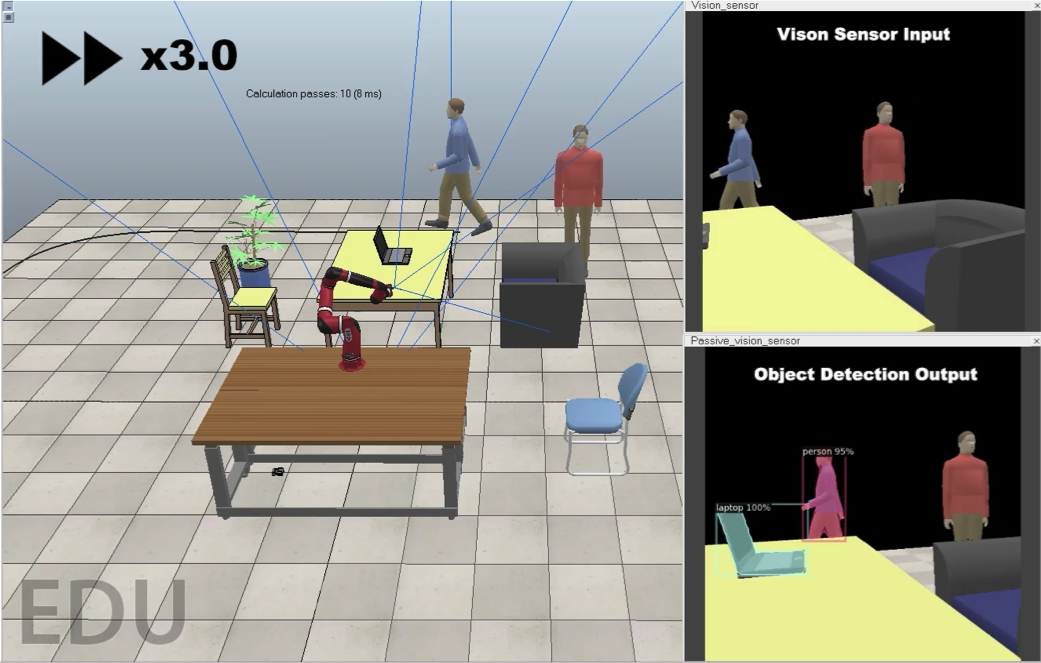 x3.0
Calculation passes: 10 (8 ms)
EDU
Vision_sensor
Vison Sensor Input
Passive_vision_sensor
Object Detection Output
person 95%
laptop 100%